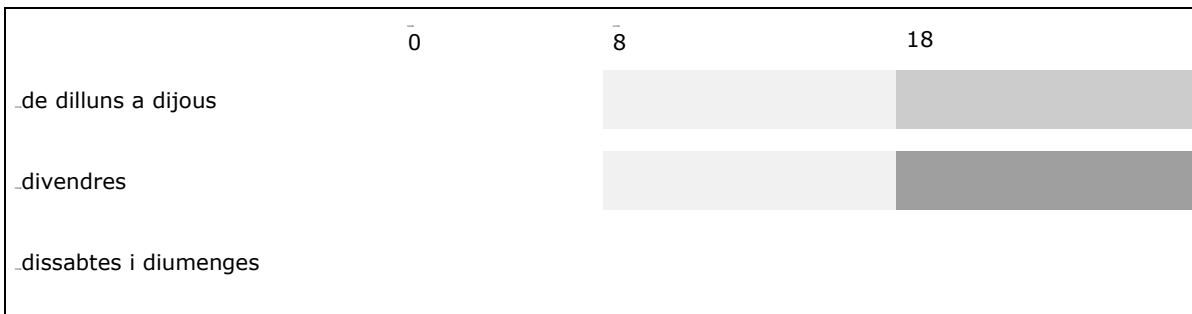 0 8 18
de dilluns a dijous
divendres
dissabtes i diumenges